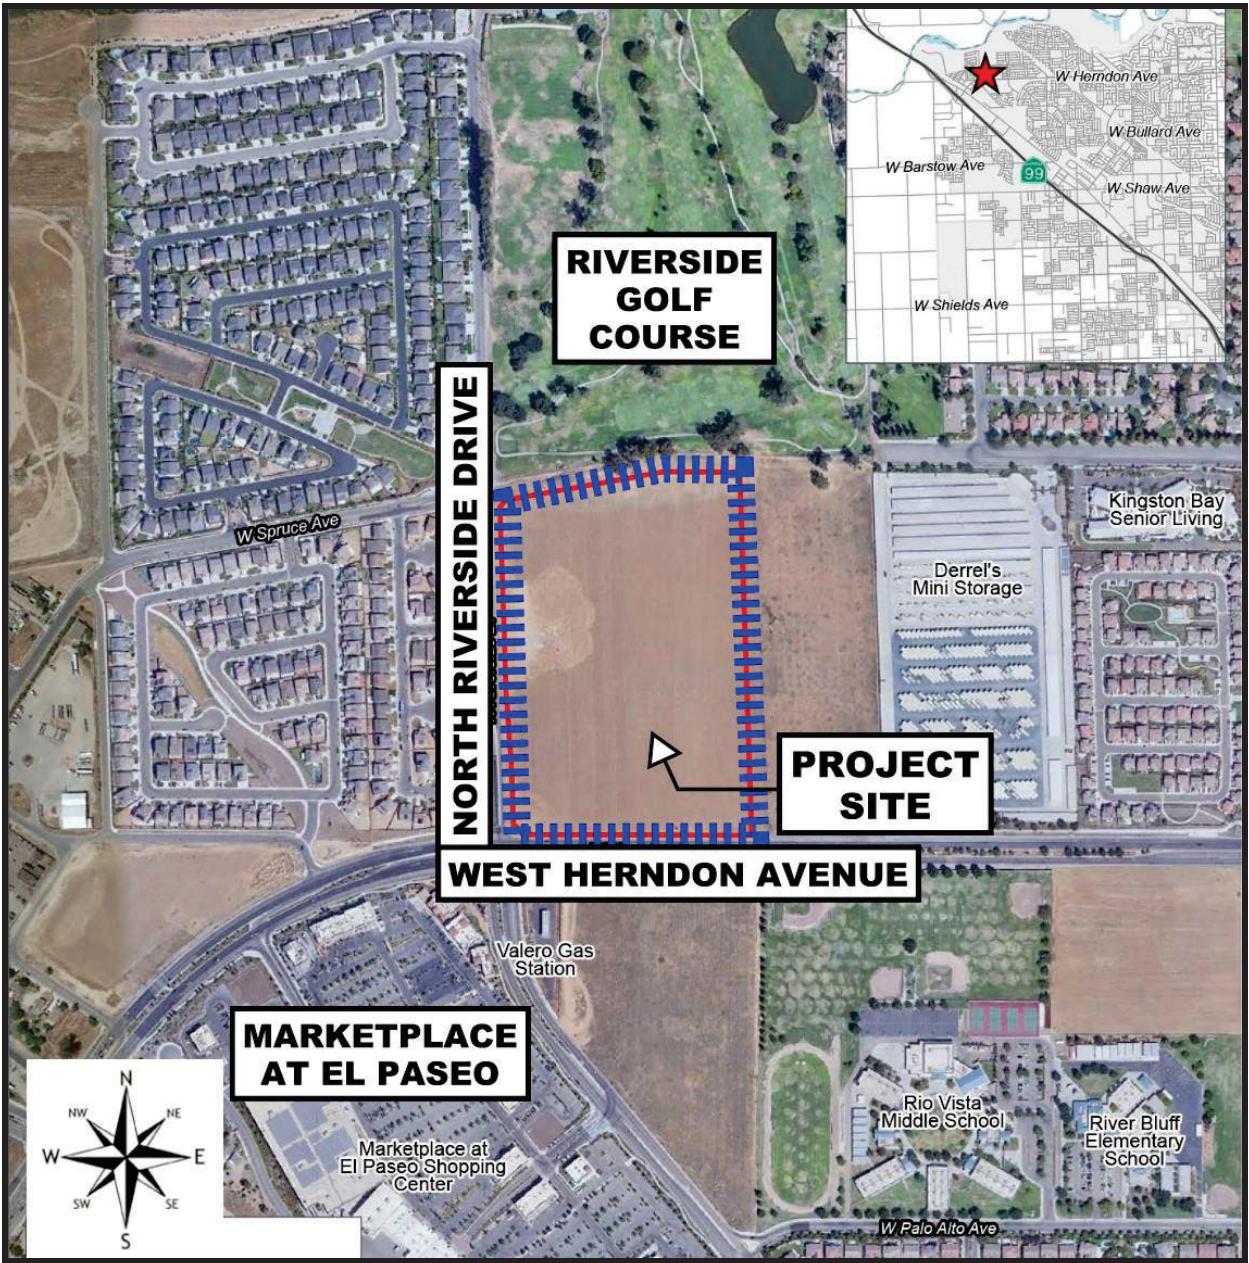 W Herndon Ave
W Bullard Ave
W Barstow Ave
99
W Shaw Ave
W Shields Ave
RIVERSIDE
GOLF
COURSE
NORTH RIVERSIDE DRIVE
W Spruce Ave
Kingston Bay
Senior Living
Derrel's
Mini Storage
PROJECT
SITE
WEST HERNDON AVENUE
Valero Gas
Station
MARKETPLACE
AT EL PASEO
Marketplace at
El Paseo Shopping
Center
Rio Vista
Middle School
River Bluff
Elementary
School
W Palo Alto Ave
N
NW NE
W E
SW SE
S